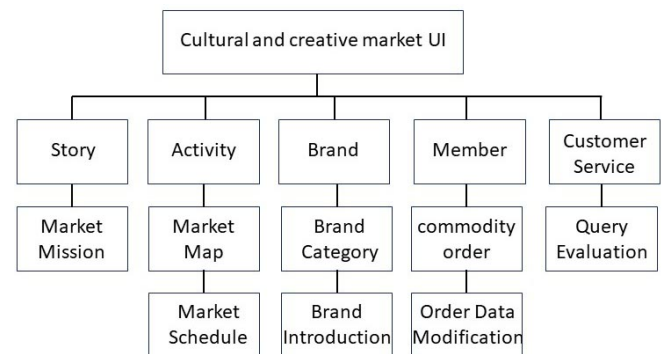 Cultural and creative market UI
Story
Activity
Brand
Member
Customer
Service
Market
Mission
Market
Map
Brand
Category
commodity
order
Query
Evaluation
Market
Schedule
Brand
Introduction
Order Data
Modification